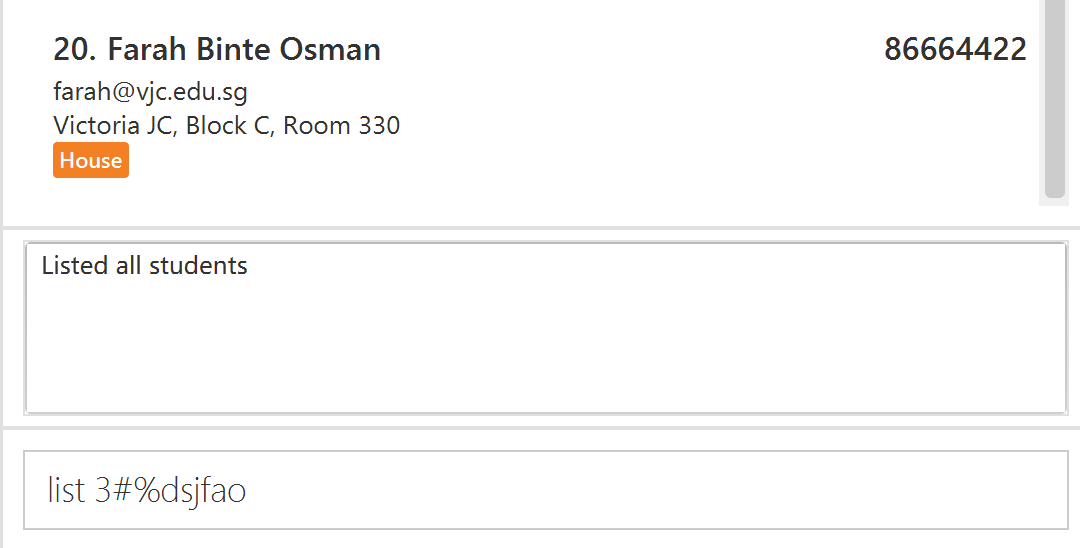 20. Farah Binte Osman 86664422
farah@vjc.edu.sg
Victoria JC, Block C, Room 330
House
Listed all students
list 3#%dsjfao